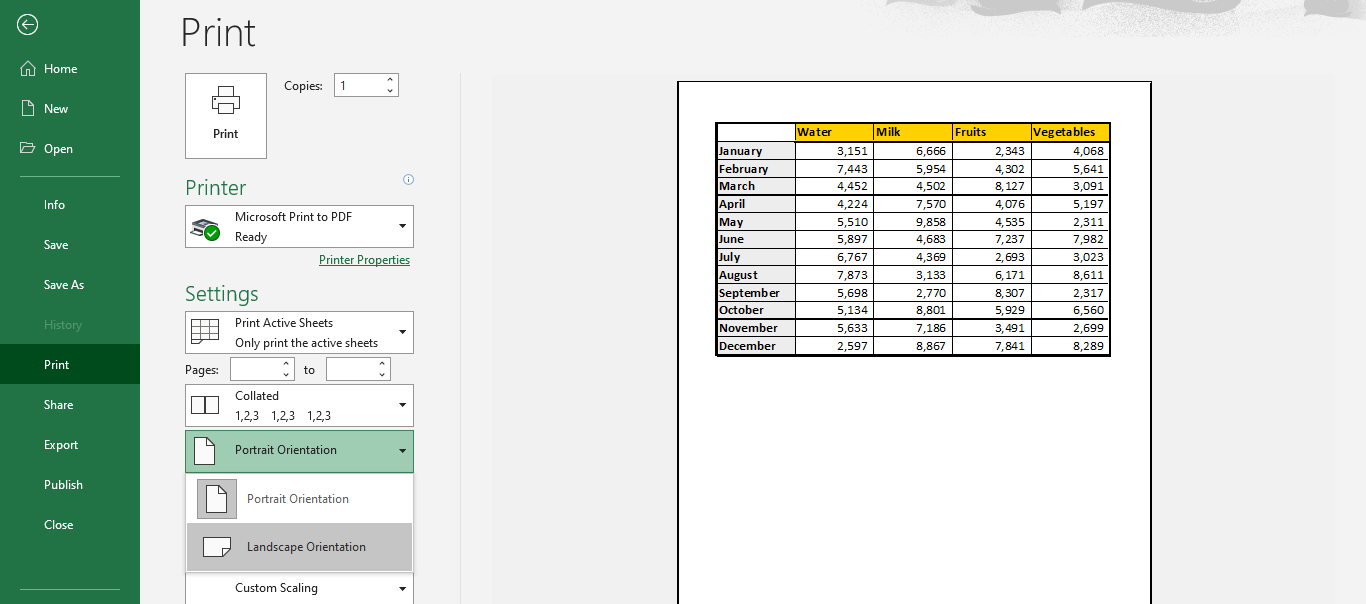 Print
Home
New
Open
Info
Save
Save As
History
Print
Share
Export
Publish
Close
Print
Copies: 1
Printer
Microsoft Print to PDF
Ready
Printer Properties
Settings
Print Active Sheets
Only print the active sheets
Pages: to
Collated
1,2,3 1,2,3 1,2,3
Portrait Orientation
Portrait Orientation
Landscape Orientation
Custom Scaling
Water Milk Fruits Vegetables
January 3,151 6,666 2,343 4,068
February 7,443 5,954 4,302 5,641
March 4,452 4,502 8,127 3,091
April 4,224 7,570 4,076 5,197
May 5,510 9,858 4,535 2,311
June 5,897 4,683 7,237 7,982
July 6,767 4,369 2,693 3,023
August 7,873 3,133 6,171 8,611
September 5,698 2,770 8,307 2,317
October 5,134 8,801 5,929 6,560
November 5,633 7,186 3,491 2,699
December 2,597 8,867 7,841 8,289